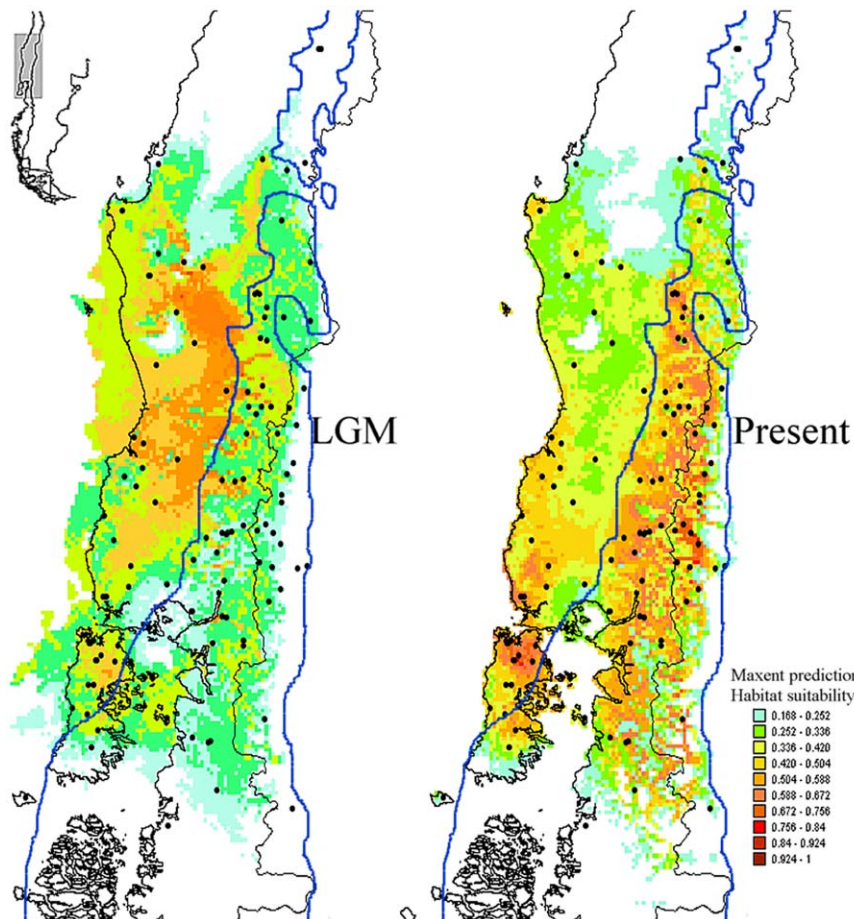 LGM
Present
Maxent prediction
Habitat suitability
0.168 - 0.252
0.252 - 0.336
0.336 - 0.420
0.420 - 0.504
0.504 - 0.588
0.588 - 0.672
0.672 - 0.756
0.756 - 0.84
0.84 - 0.924
0.924 - 1